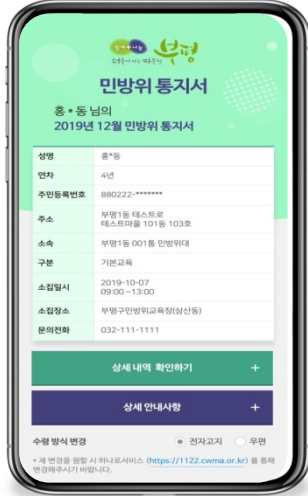 부평
민방위 통지서
홍 * 동 님의
2019년 12월 민방위 통지서
성명 홍*동
연차 4년
주민등록번호 880222-*******
주소 부평1동 테스트로
테스트마을 101동 103호
소속 부평1동 001통 민방위대
구분 기본교육
소집일시 2019-10-07
09:00 ~13:00
소집장소 부평구민방위교육장(삼산동)
문의전화 032-111-1111
상세 내역 확인하기 +
상세 안내사항 +
수령 방식 변경 전자고지 우편
* 재 변경을 원할 시 하나로서비스 (https://1122.cwma.or.kr) 를 통해
변경해주시기 바랍니다.